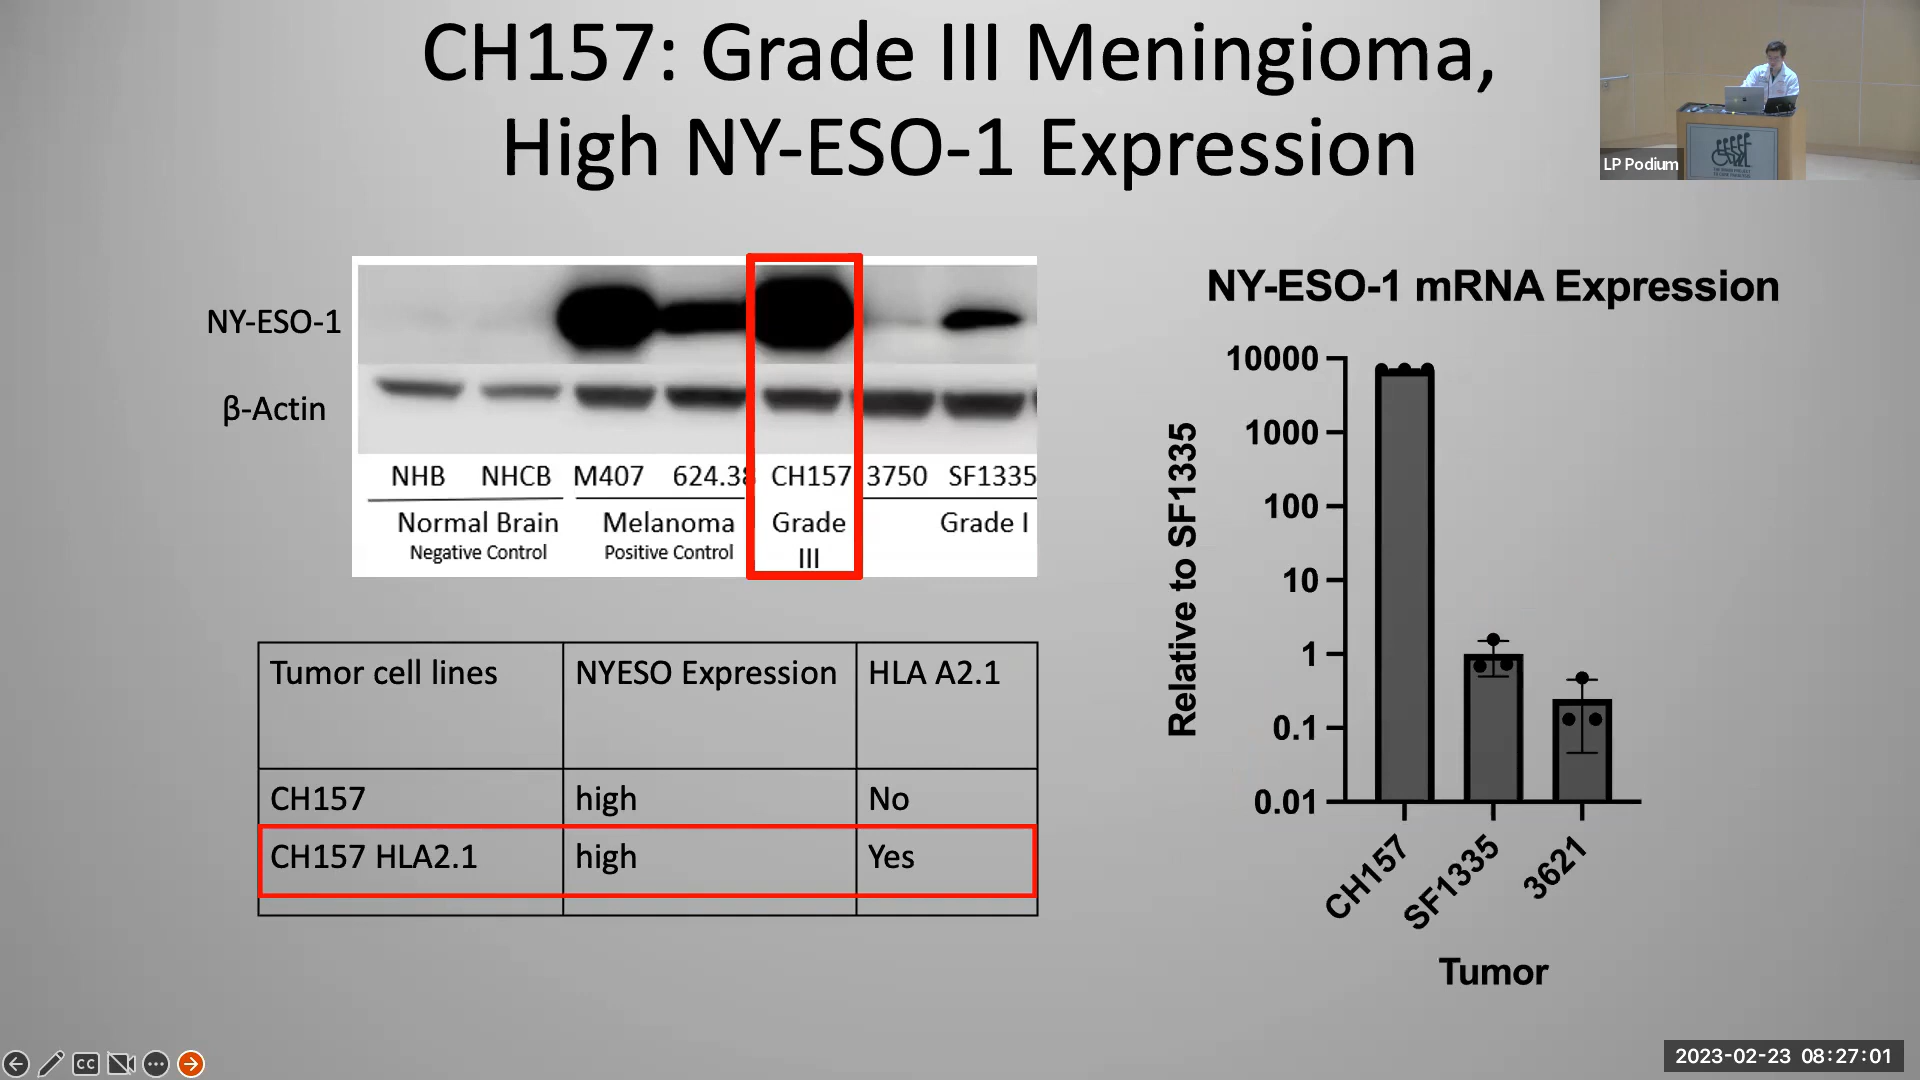 CH157: Grade III Meningioma,
High NY-ESO-1 Expression
LP Podium
NY-ESO-1
β-Actin
NHB NHCB M407 624.38 CH157 3750 SF1335
Normal Brain Melanoma Grade Grade I
Negative Control Positive Control III
Tumor cell lines NYESO Expression HLA A2.1
CH157 high No
CH157 HLA2.1 high Yes
NY-ESO-1 mRNA Expression
Relative to SF1335
10000
1000
100
10
1
0.1
0.01
CH157 SF1335 3621
Tumor
CC
2023-02-23 08:27:01